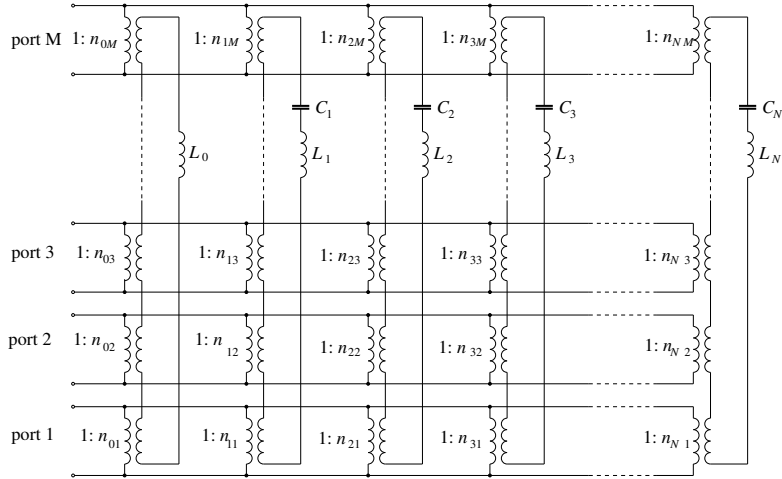 port M 1: n0M 1: n1M 1: n2M 1: n3M 1: nN M
C1 C2 C3 CN
L0 L1 L2 L3 LN
port 3 1: n03 1: n13 1: n23 1: n33 1: nN 3
port 2 1: n02 1: n12 1: n22 1: n32 1: nN 2
port 1 1: n01 1: n11 1: n21 1: n31 1: nN 1